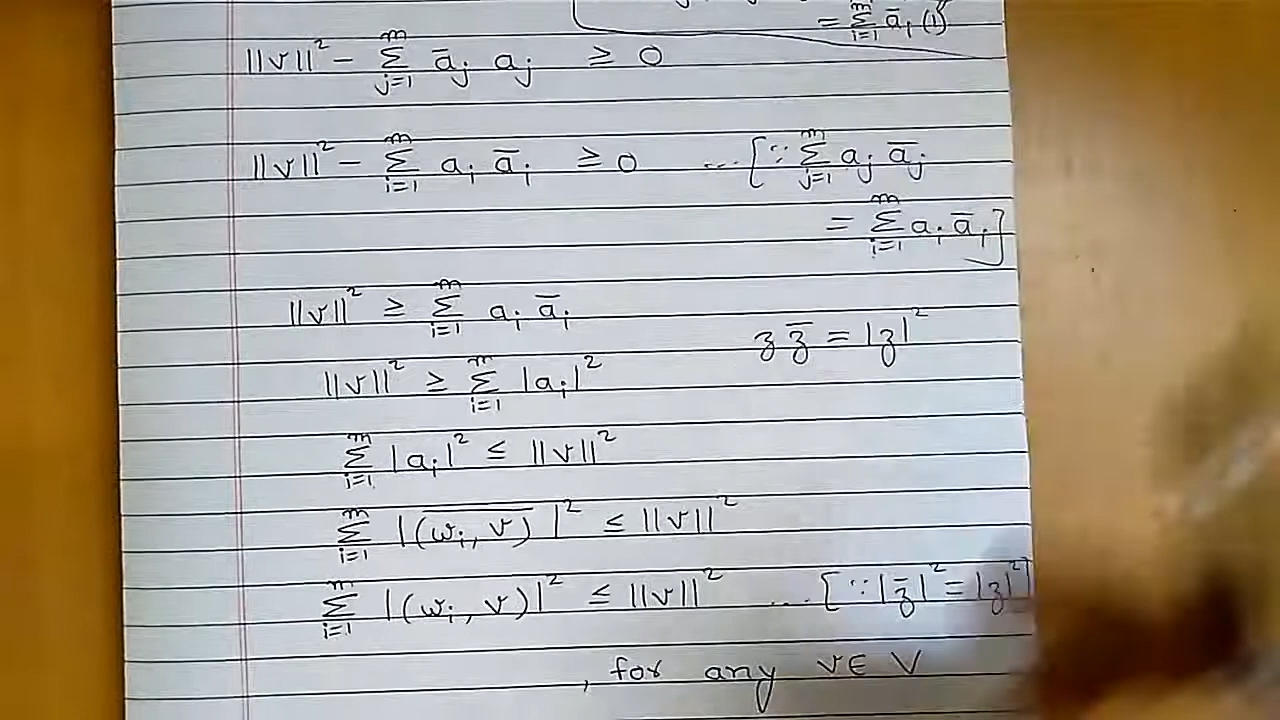 = Σ_{i=1}^{m} ā_i (1)
||v||² − Σ_{j=1}^{m} ā_j a_j ≥ 0
||v||² − Σ_{i=1}^{m} a_i ā_i ≥ 0 ... [∵ Σ_{j=1}^{m} a_j ā_j
= Σ_{i=1}^{m} a_i ā_i]
||v||² ≥ Σ_{i=1}^{m} a_i ā_i
z z̄ = |z|²
||v||² ≥ Σ_{i=1}^{m} |a_i|²
Σ_{i=1}^{m} |a_i|² ≤ ||v||²
Σ_{i=1}^{m} |\overline{(w_i, v)}|² ≤ ||v||²
Σ_{i=1}^{m} |(w_i, v)|² ≤ ||v||² .... [∵ |z̄|² = |z|²]
, for any v ∈ V